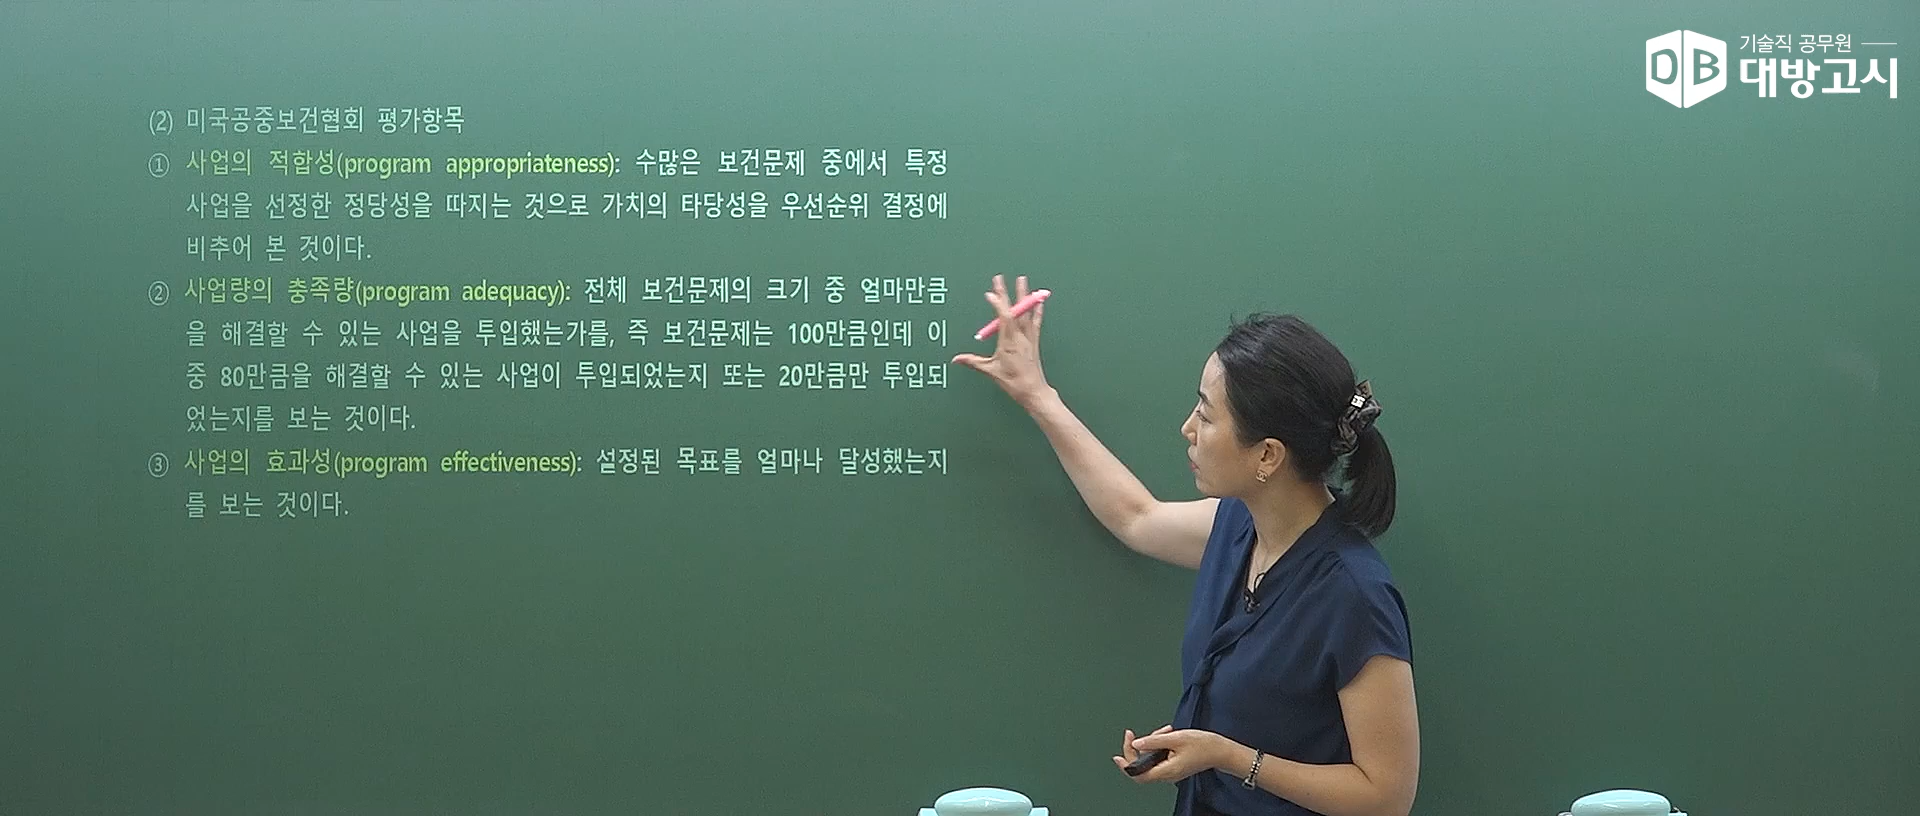 기술직 공무원
DB 대방고시
(2) 미국공중보건협회 평가항목
① 사업의 적합성(program appropriateness): 수많은 보건문제 중에서 특정
사업을 선정한 정당성을 따지는 것으로 가치의 타당성을 우선순위 결정에
비추어 본 것이다.
② 사업량의 충족량(program adequacy): 전체 보건문제의 크기 중 얼마만큼
을 해결할 수 있는 사업을 투입했는가를, 즉 보건문제는 100만큼인데 이
중 80만큼을 해결할 수 있는 사업이 투입되었는지 또는 20만큼만 투입되
었는지를 보는 것이다.
③ 사업의 효과성(program effectiveness): 설정된 목표를 얼마나 달성했는지
를 보는 것이다.